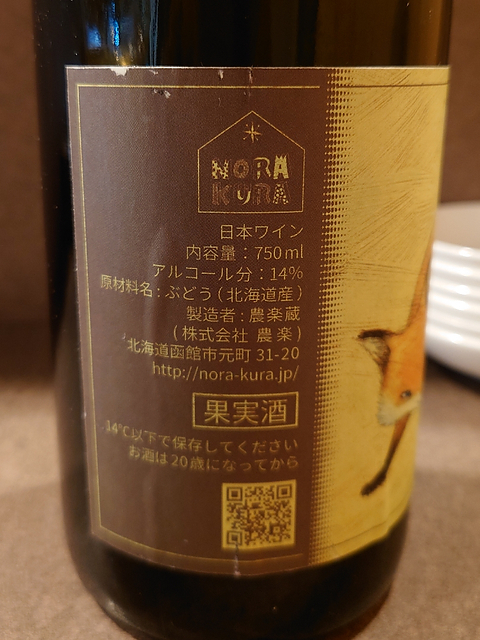 NORA
KURA
日本ワイン
内容量：750ml
アルコール分：14%
原材料名：ぶどう（北海道産）
製造者：農楽蔵
（株式会社 農楽）
北海道函館市元町31-20
http://nora-kura.jp/
果実酒
14℃以下で保存してください
お酒は20歳になってから